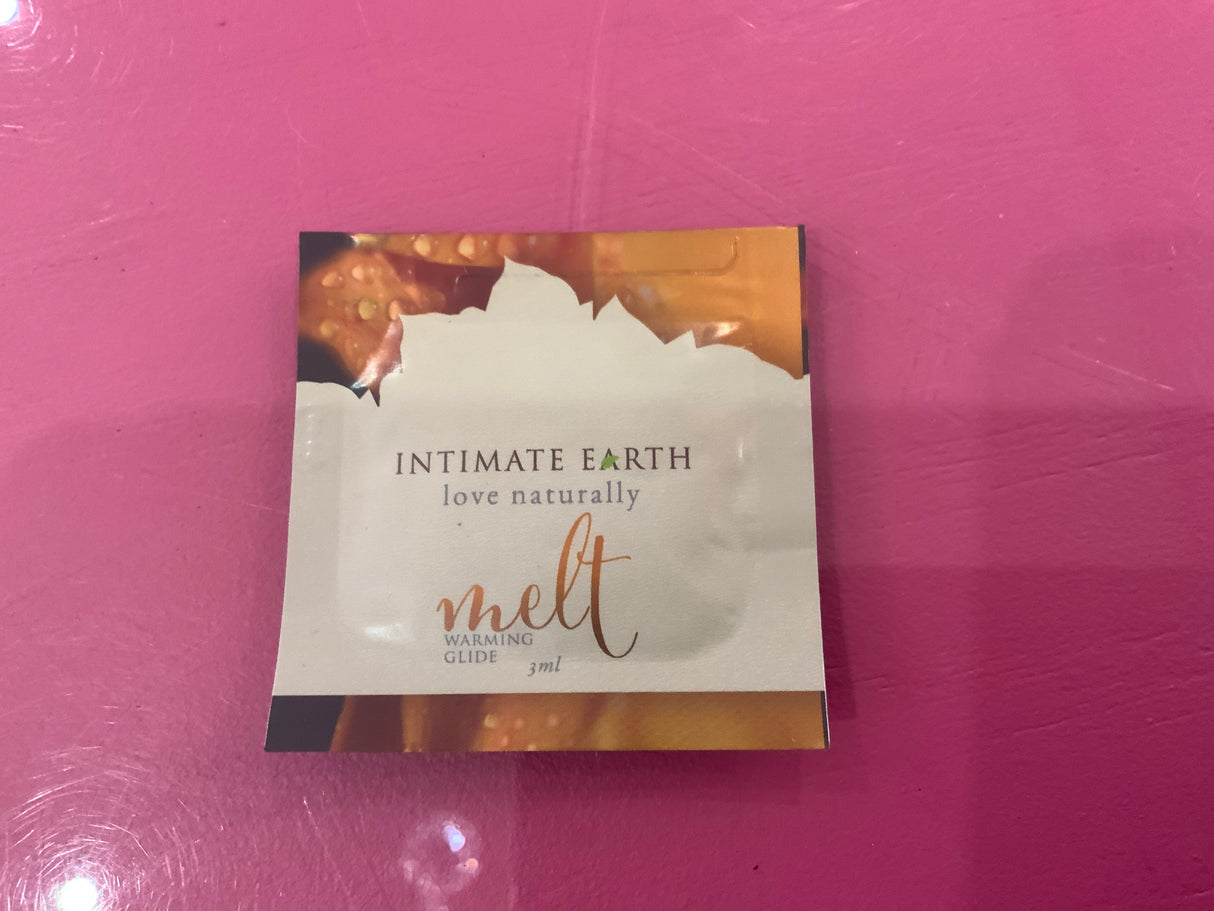 INTIMATE EARTH
love naturally
melt
WARMING
GLIDE
3ml